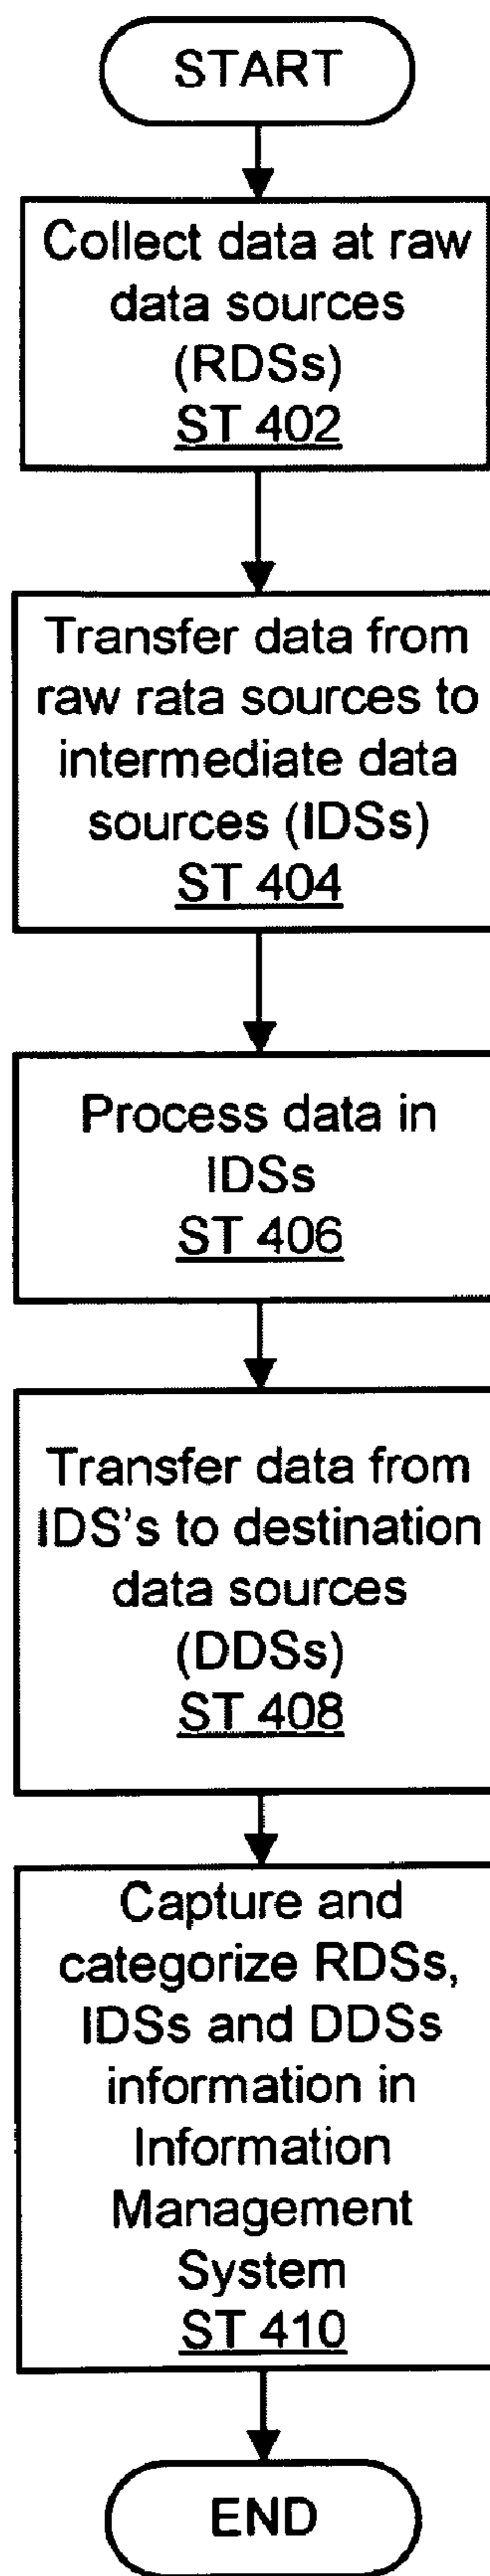 START
Collect data at raw
data sources
(RDSs)
ST 402
Transfer data from
raw rata sources to
intermediate data
sources (IDSs)
ST 404
Process data in
IDSs
ST 406
Transfer data from
IDS's to destination
data sources
(DDSs)
ST 408
Capture and
categorize RDSs,
IDSs and DDSs
information in
Information
Management
System
ST 410
END